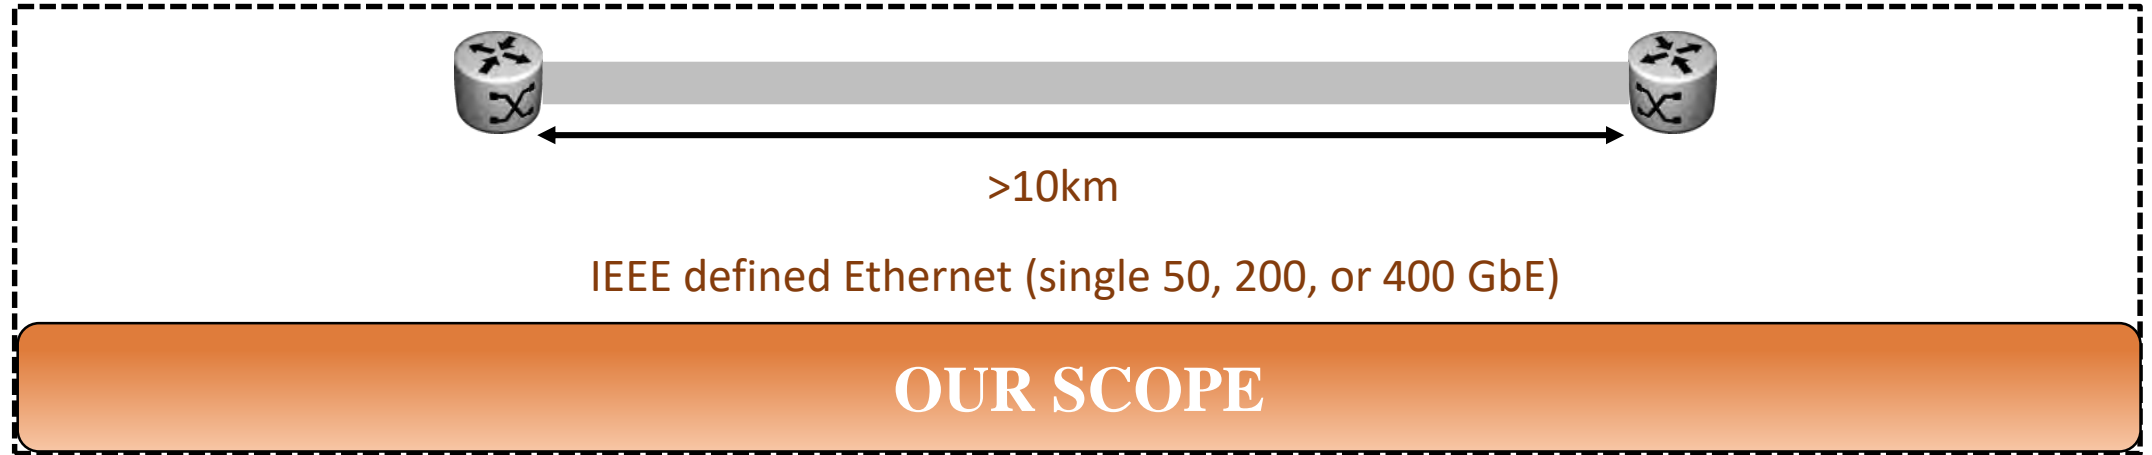 >10km
IEEE defined Ethernet (single 50, 200, or 400 GbE)
OUR SCOPE